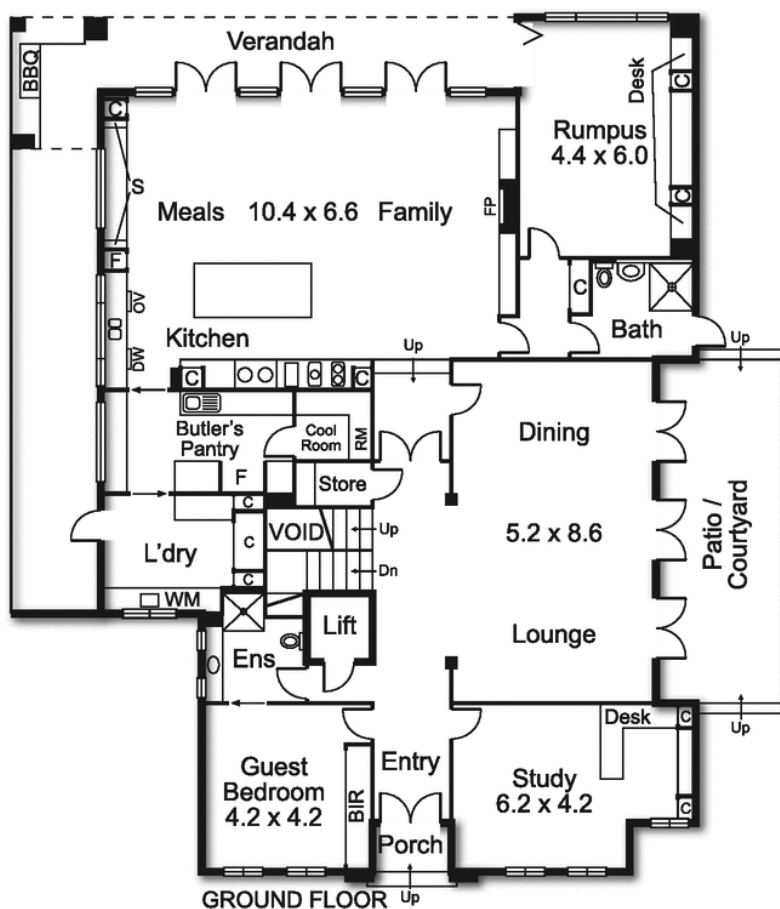 Verandah
BBQ
Desk
C
C
Rumpus
4.4 x 6.0
C
S
Meals 10.4 x 6.6 Family
FP
C
F
OV
C
Bath
Kitchen
DW
Up
Up
C
C
Butler's
Pantry
Cool
Room
RM
Dining
F
Store
C
VOID
Up
5.2 x 8.6
Patio /
Courtyard
L'dry
C
Dn
C
WM
Lift
Lounge
Ens
Desk
C
Up
Guest
Bedroom
4.2 x 4.2
BIR
Entry
Study
6.2 x 4.2
C
Porch
GROUND FLOOR
Up